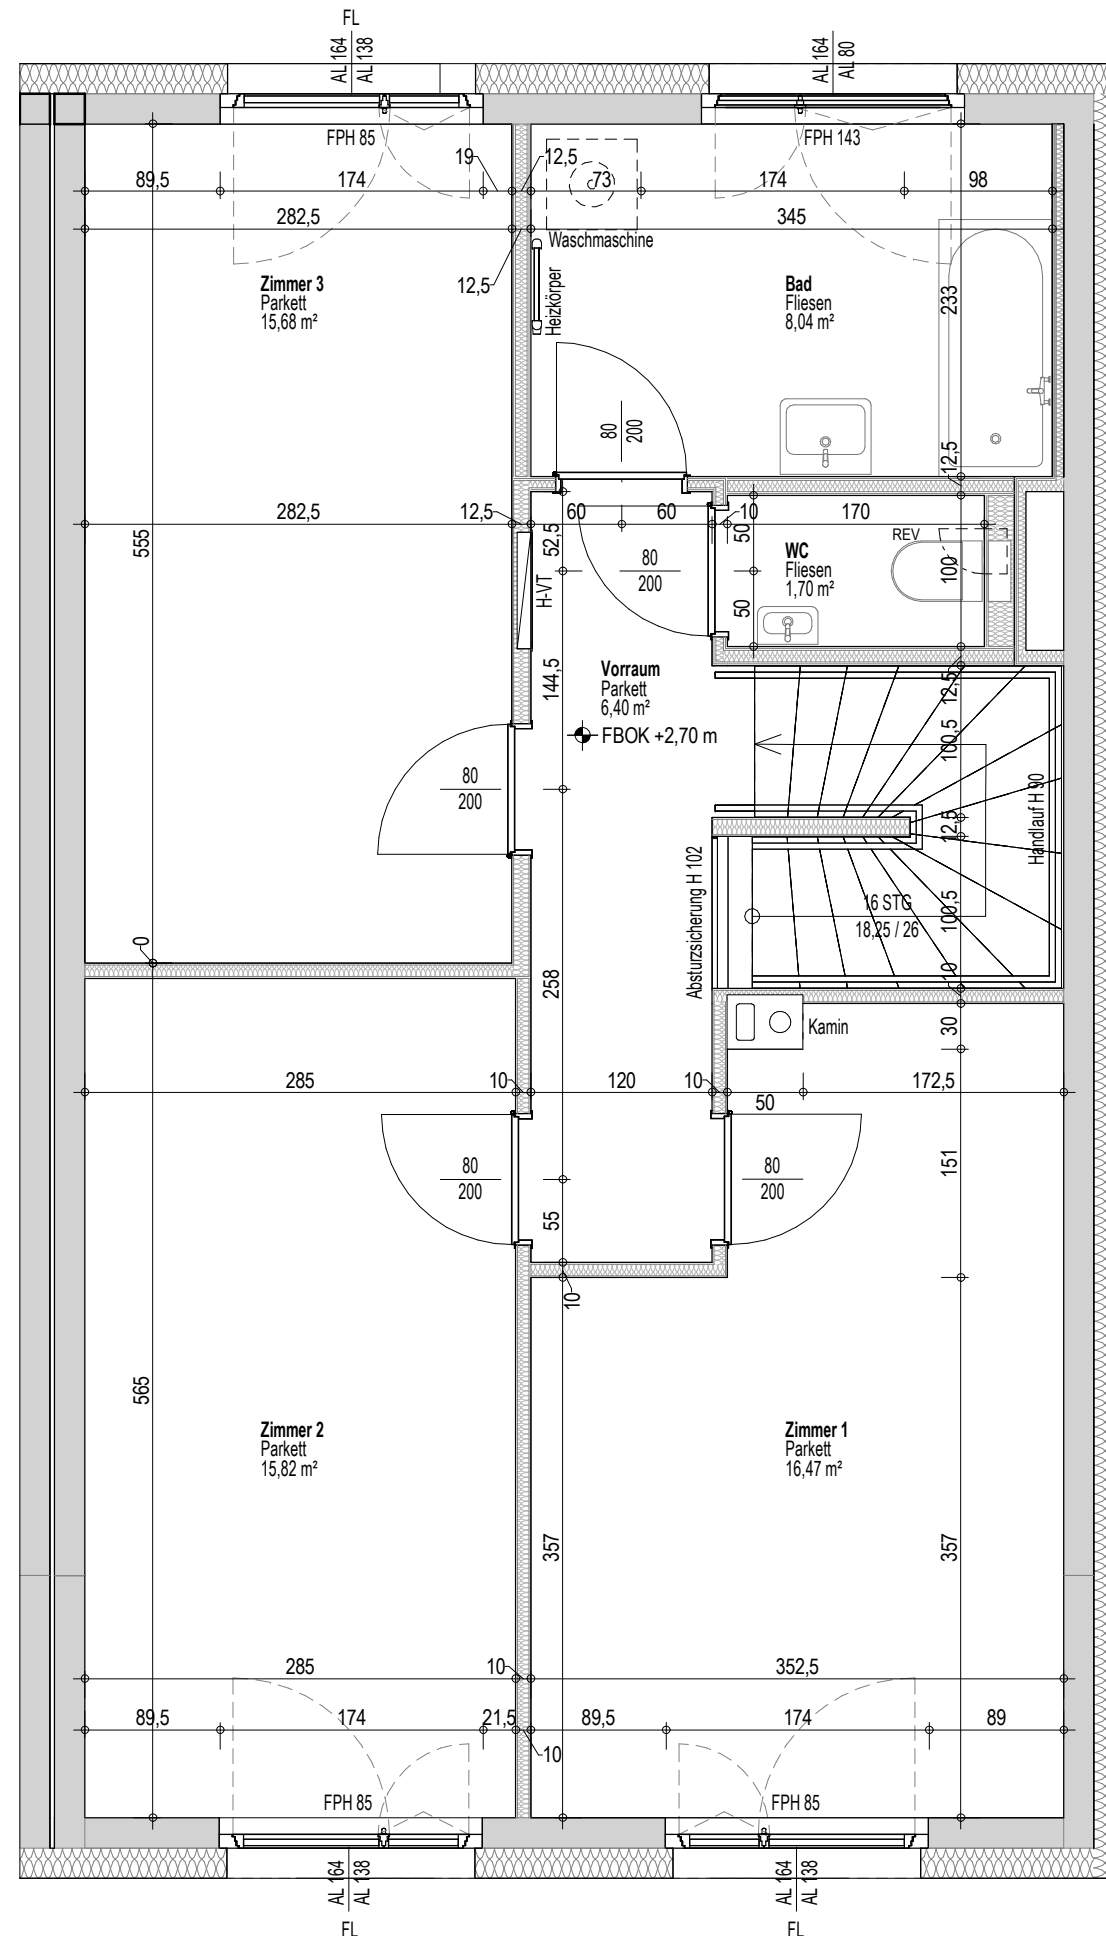 FL
AL 164
AL 138
AL 164
AL 80
FPH 85
FPH 143
89,5
174
19
12,5
73
174
98
282,5
345
12,5
Waschmaschine
Heizkörper
Zimmer 3
Parkett
15,68 m²
Bad
Fliesen
8,04 m²
233
80
200
12,5
282,5
12,5
60
60
10
170
555
52,5
50
REV
80
200
WC
Fliesen
1,70 m²
100
H-VT
50
144,5
Vorraum
Parkett
6,40 m²
FBOK +2,70 m
12,5
100,5
80
200
Handlauf H 90
12,5
Absturzsicherung H 102
16 STG
18,25 / 26
100,5
0
258
10
30
Kamin
285
10
120
10
50
172,5
80
200
80
200
151
55
10
565
Zimmer 2
Parkett
15,82 m²
Zimmer 1
Parkett
16,47 m²
357
357
285
10
352,5
89,5
174
21,5
10
89,5
174
89
FPH 85
FPH 85
AL 164
AL 138
AL 164
AL 138
FL
FL